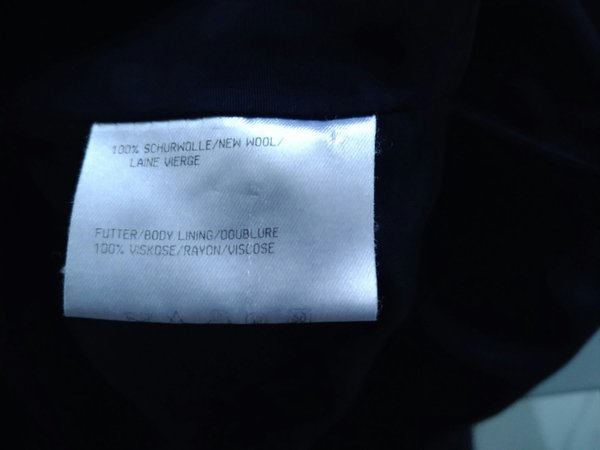 100% SCHURWOLLE/NEW WOOL/
LAINE VIERGE
FUTTER/BODY LINING/DOUBLURE
100% VISKOSE/RAYON/VISCOSE